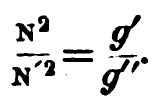 N² / N´² = g′ / g″.